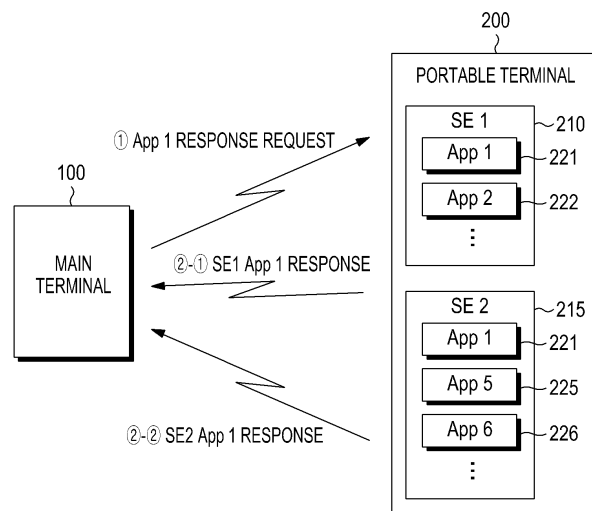 200
PORTABLE TERMINAL
SE 1
210
App 1
221
App 2
222
① App 1 RESPONSE REQUEST
100
MAIN
TERMINAL
②-① SE1 App 1 RESPONSE
SE 2
215
App 1
221
App 5
225
App 6
226
②-② SE2 App 1 RESPONSE